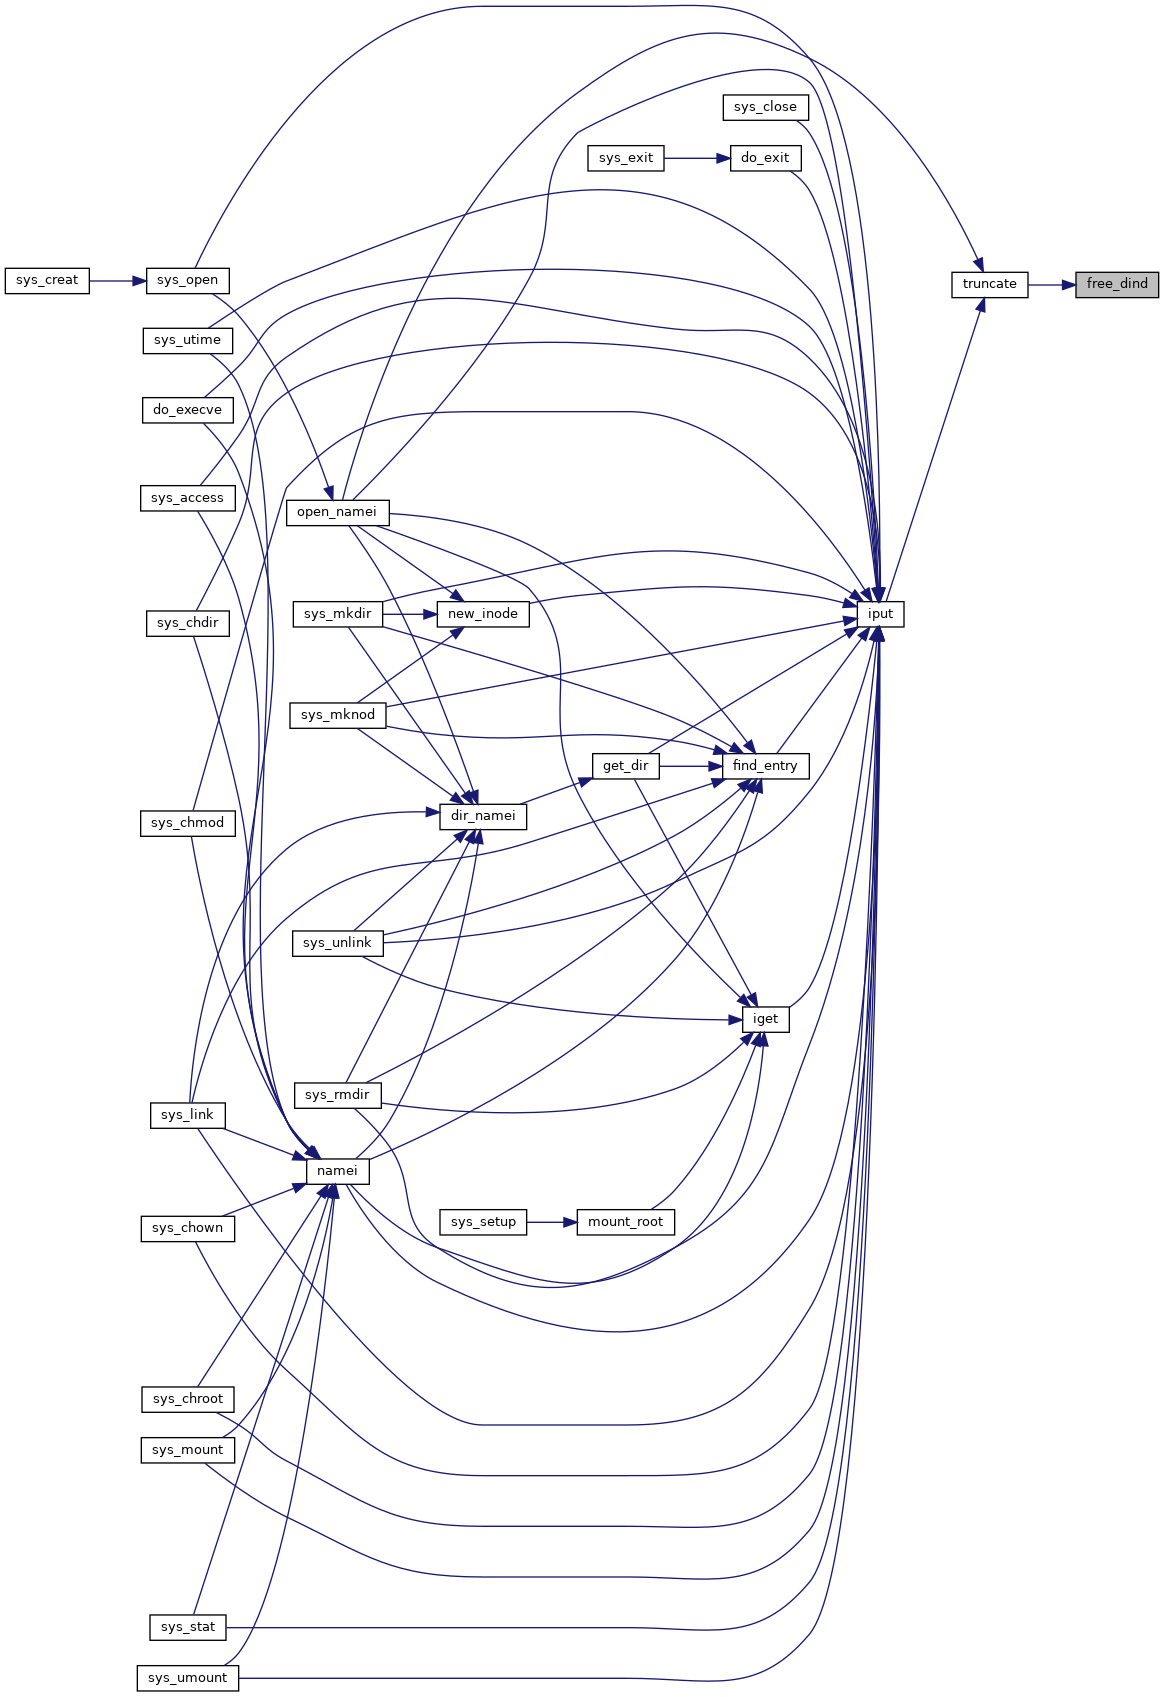 sys_close
sys_exit
do_exit
sys_creat
sys_open
truncate
free_dind
sys_utime
do_execve
sys_access
open_namei
sys_chdir
sys_mkdir
new_inode
iput
sys_mknod
get_dir
find_entry
sys_chmod
dir_namei
sys_unlink
iget
sys_rmdir
sys_link
namei
sys_chown
sys_setup
mount_root
sys_chroot
sys_mount
sys_stat
sys_umount